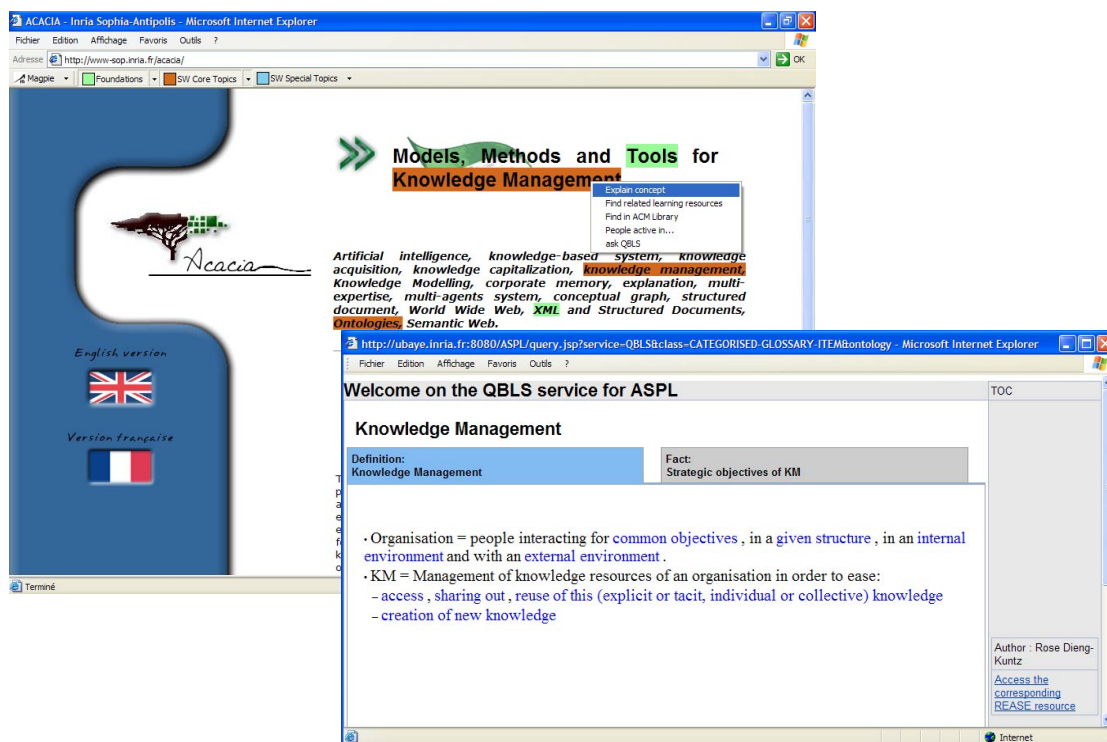 ACACIA - Inria Sophia-Antipolis - Microsoft Internet Explorer
Fichier Edition Affichage Favoris Outils ?
Adresse http://www-sop.inria.fr/acacia/ OK
Magpie Foundations SW Core Topics SW Special Topics
Models, Methods and Tools for
Knowledge Management
Explain concept
Find related learning resources
Find in ACM Library
People active in...
ask QBLS
Acacia
Artificial intelligence, knowledge-based system, knowledge
acquisition, knowledge capitalization, knowledge management,
Knowledge Modelling, corporate memory, explanation, multi-
expertise, multi-agents system, conceptual graph, structured
document, World Wide Web, XML and Structured Documents,
Ontologies, Semantic Web.
English version
Version française
Terminé
http://ubaye.inria.fr:8080/ASPL/query.jsp?service=QBLS&class=CATEGORISED-GLOSSARY-ITEM&ontology - Microsoft Internet Explorer
Fichier Edition Affichage Favoris Outils ?
Welcome on the QBLS service for ASPL
TOC
Knowledge Management
Definition:
Knowledge Management
Fact:
Strategic objectives of KM
• Organisation = people interacting for common objectives , in a given structure , in an internal
environment and with an external environment .
• KM = Management of knowledge resources of an organisation in order to ease:
– access , sharing out , reuse of this (explicit or tacit, individual or collective) knowledge
– creation of new knowledge
Author : Rose Dieng-
Kuntz
Access the
corresponding
REASE resource
Internet